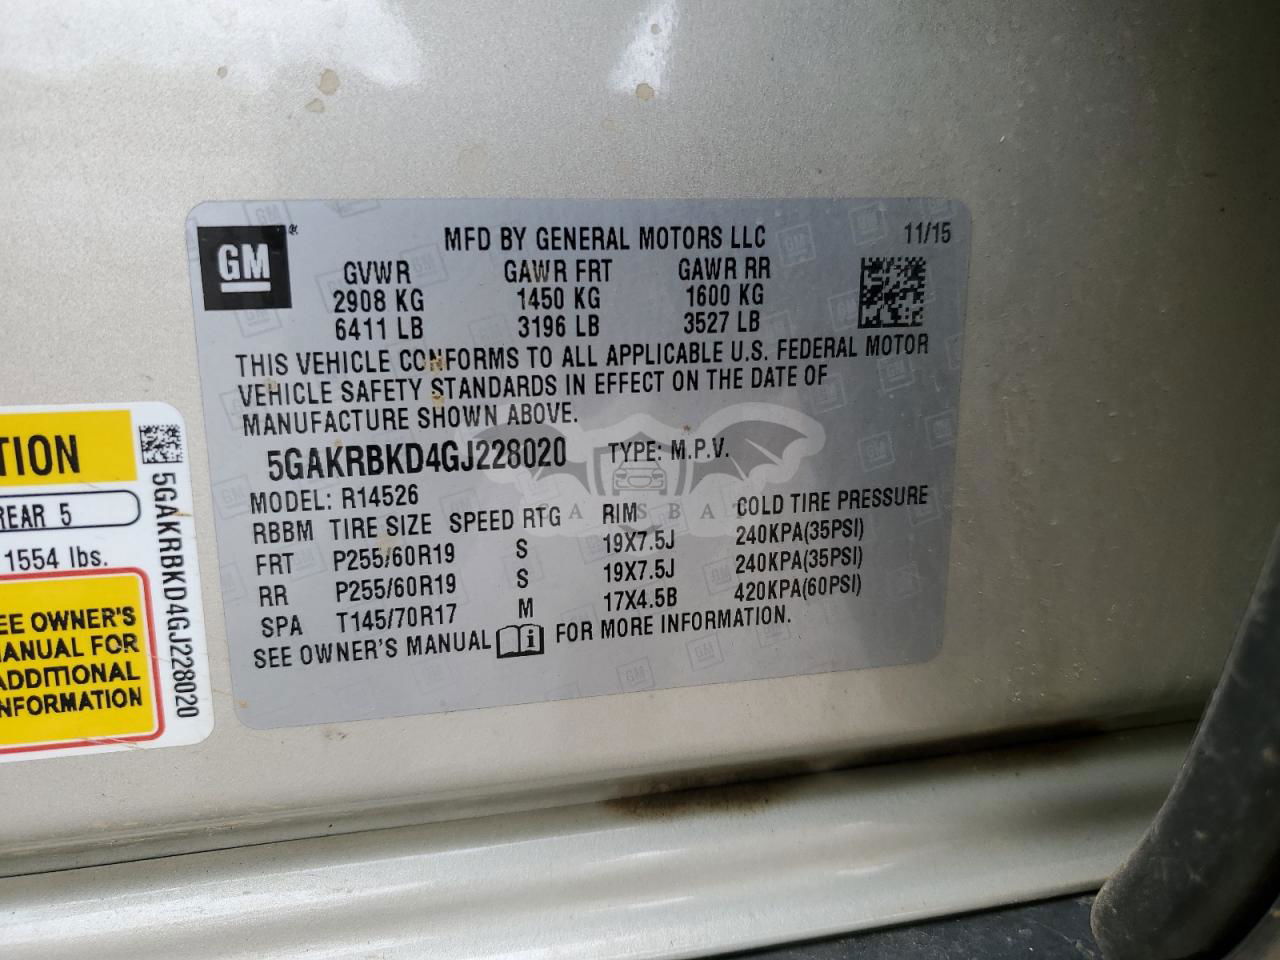 GM
MFD BY GENERAL MOTORS LLC 11/15
GVWR GAWR FRT GAWR RR
2908 KG 1450 KG 1600 KG
6411 LB 3196 LB 3527 LB
THIS VEHICLE CONFORMS TO ALL APPLICABLE U.S. FEDERAL MOTOR
VEHICLE SAFETY STANDARDS IN EFFECT ON THE DATE OF
MANUFACTURE SHOWN ABOVE.
5GAKRBKD4GJ228020 TYPE: M.P.V.
MODEL: R14526
RBBM TIRE SIZE SPEED RTG RIM COLD TIRE PRESSURE
FRT P255/60R19 S 19X7.5J 240KPA(35PSI)
RR P255/60R19 S 19X7.5J 240KPA(35PSI)
SPA T145/70R17 M 17X4.5B 420KPA(60PSI)
SEE OWNER'S MANUAL i FOR MORE INFORMATION.
TION
REAR 5
1554 lbs.
EE OWNER'S
ANUAL FOR
ADDITIONAL
NFORMATION
5GAKRBKD4GJ228020